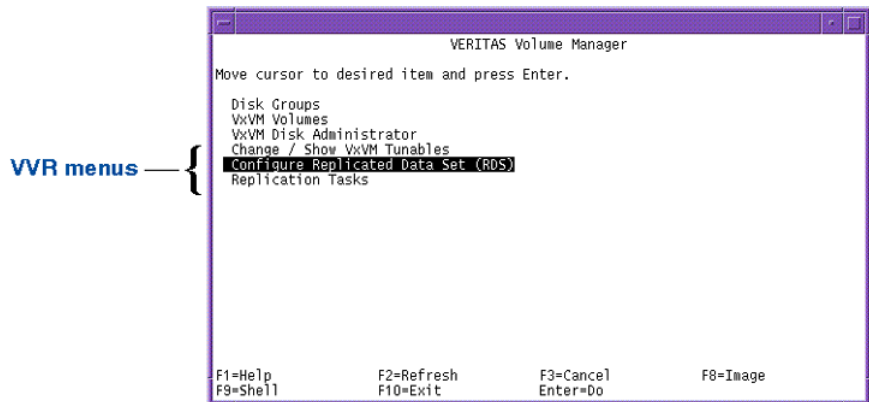 VERITAS Volume Manager
Move cursor to desired item and press Enter.
Disk Groups
VxVM Volumes
VxVM Disk Administrator
Change / Show VxVM Tunables
Configure Replicated Data Set (RDS)
Replication Tasks
VVR menus
F1=Help F2=Refresh F3=Cancel F8=Image
F9=Shell F10=Exit Enter=Do